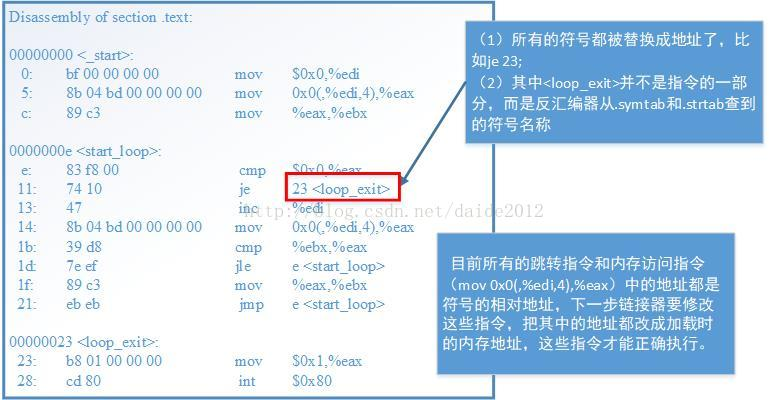 Disassembly of section .text:
00000000 <_start>:
0: bf 00 00 00 00 mov $0x0,%edi
5: 8b 04 bd 00 00 00 00 mov 0x0(,%edi,4),%eax
c: 89 c3 mov %eax,%ebx
0000000e <start_loop>:
e: 83 f8 00 cmp $0x0,%eax
11: 74 10 je 23 <loop_exit>
13: 47 inc %edi
14: 8b 04 bd 00 00 00 00 mov 0x0(,%edi,4),%eax
1b: 39 d8 cmp %ebx,%eax
1d: 7e ef jle e <start_loop>
1f: 89 c3 mov %eax,%ebx
21: eb eb jmp e <start_loop>
00000023 <loop_exit>:
23: b8 01 00 00 00 mov $0x1,%eax
28: cd 80 int $0x80
（1）所有的符号都被替换成地址了，比
如je 23;
（2）其中<loop_exit>并不是指令的一部
分，而是反汇编器从.symtab和.strtab查到
的符号名称
http://blog.csdn.net/daide2012
目前所有的跳转指令和内存访问指令
（mov 0x0(,%edi,4),%eax）中的地址都是
符号的相对地址，下一步链接器要修改
这些指令，把其中的地址都改成加载时
的内存地址，这些指令才能正确执行。